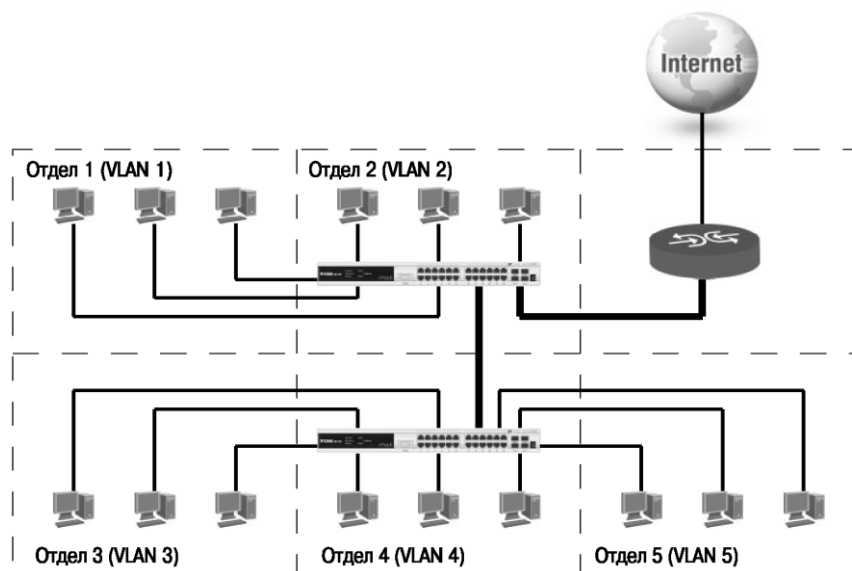 Internet
Отдел 1 (VLAN 1)
Отдел 2 (VLAN 2)
Отдел 3 (VLAN 3)
Отдел 4 (VLAN 4)
Отдел 5 (VLAN 5)